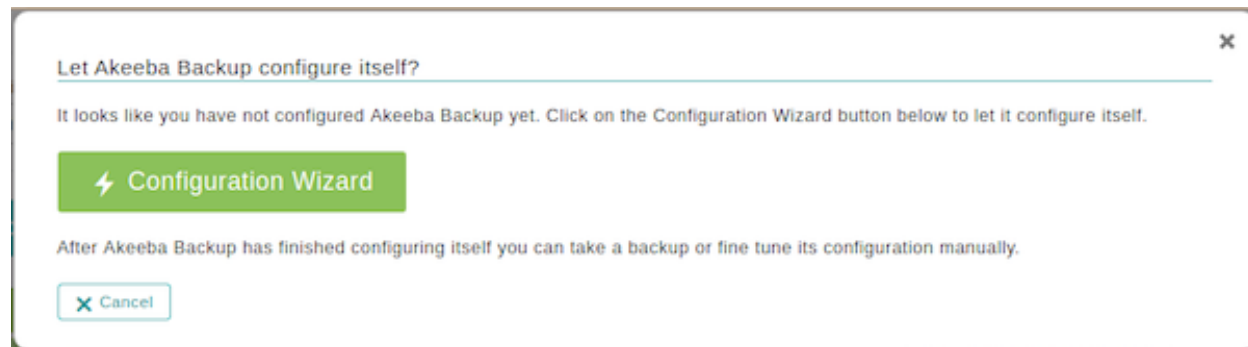 Let Akeeba Backup configure itself?
It looks like you have not configured Akeeba Backup yet. Click on the Configuration Wizard button below to let it configure itself.
Configuration Wizard
After Akeeba Backup has finished configuring itself you can take a backup or fine tune its configuration manually.
Cancel